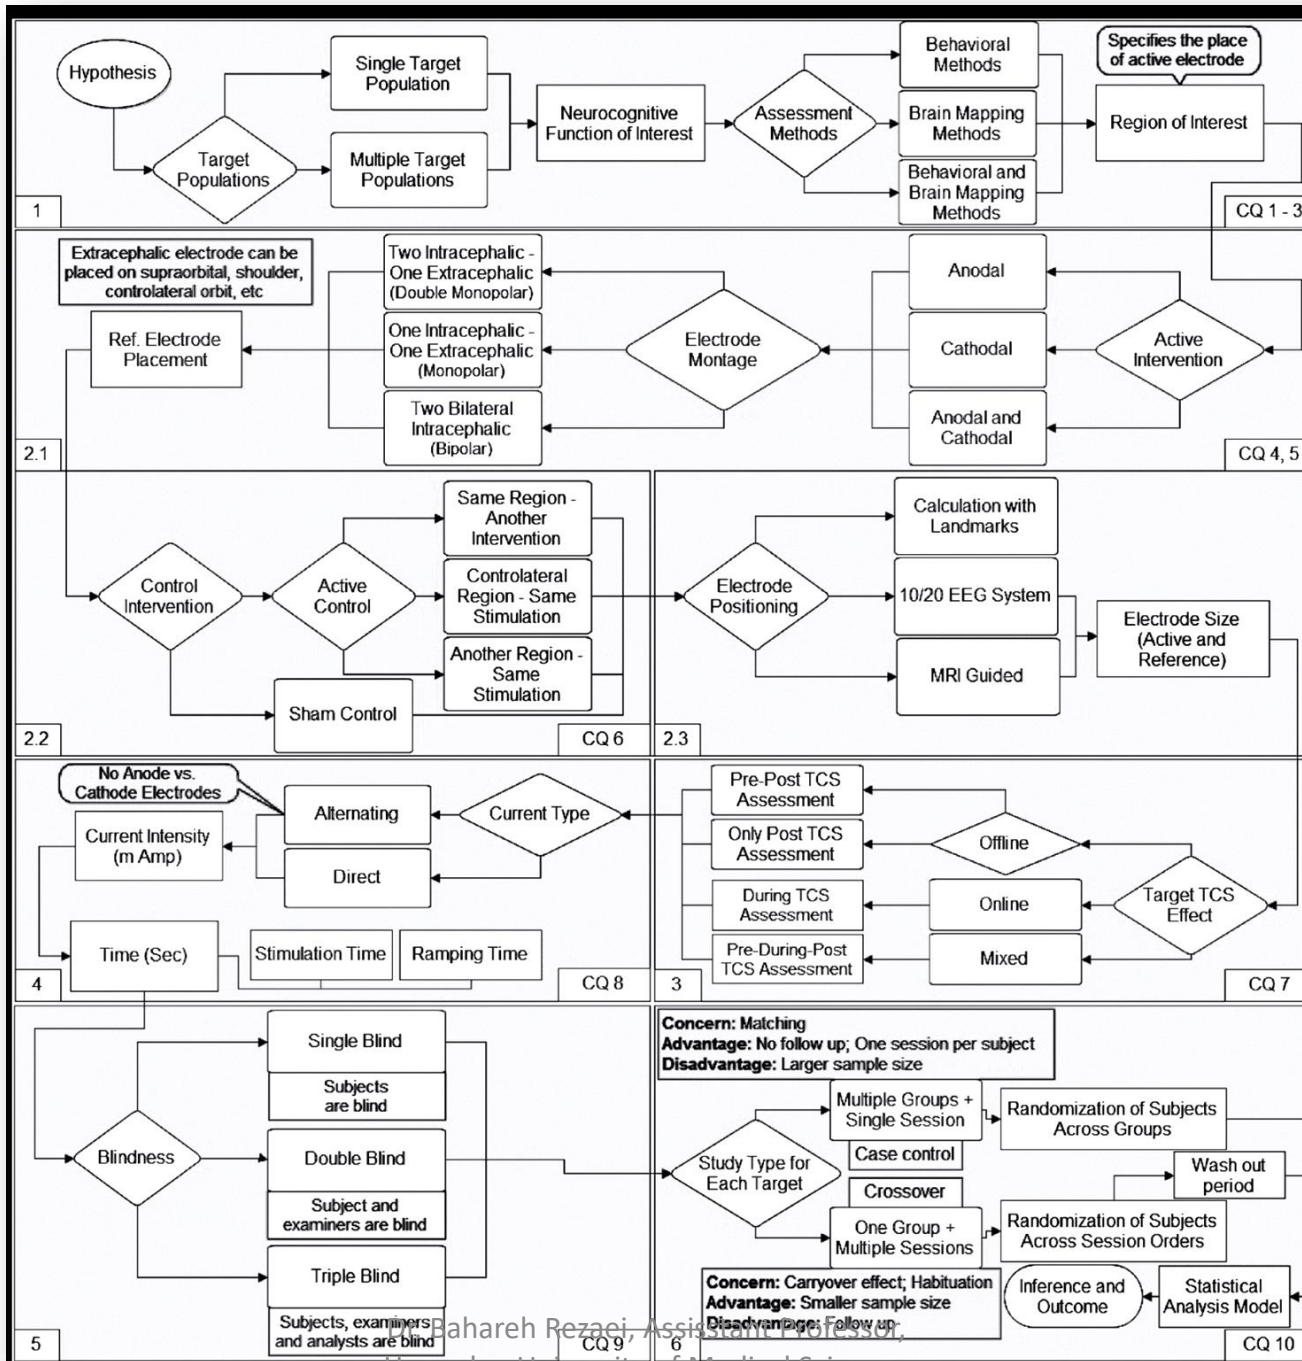 Hypothesis
Target
Populations
Single Target
Population
Multiple Target
Populations
Neurocognitive
Function of Interest
Assessment
Methods
Behavioral
Methods
Brain Mapping
Methods
Behavioral and
Brain Mapping
Methods
Specifies the place
of active electrode
Region of Interest
1
CQ 1 - 3
Active
Intervention
Anodal
Cathodal
Anodal and
Cathodal
Electrode
Montage
Two Intracephalic -
One Extracephalic
(Double Monopolar)
One Intracephalic -
One Extracephalic
(Monopolar)
Two Bilateral
Intracephalic
(Bipolar)
Extracephalic electrode can be
placed on supraorbital, shoulder,
controlateral orbit, etc
Ref. Electrode
Placement
2.1
CQ 4, 5
Control
Intervention
Active
Control
Same Region -
Another
Intervention
Controlateral
Region - Same
Stimulation
Another Region -
Same
Stimulation
Sham Control
2.2
CQ 6
Electrode
Positioning
Calculation with
Landmarks
10/20 EEG System
MRI Guided
Electrode Size
(Active and
Reference)
2.3
Target TCS
Effect
Offline
Online
Mixed
Pre-Post TCS
Assessment
Only Post TCS
Assessment
During TCS
Assessment
Pre-During-Post
TCS Assessment
3
CQ 7
Current Type
Alternating
Direct
No Anode vs.
Cathode Electrodes
Current Intensity
(m Amp)
Time (Sec)
Stimulation Time
Ramping Time
4
CQ 8
Blindness
Single Blind
Subjects
are blind
Double Blind
Subject and
examiners are blind
Triple Blind
Subjects, examiners
and analysts are blind
5
CQ 9
Concern: Matching
Advantage: No follow up; One session per subject
Disadvantage: Larger sample size
Study Type for
Each Target
Multiple Groups +
Single Session
Case control
Crossover
One Group +
Multiple Sessions
Randomization of Subjects
Across Groups
Wash out
period
Randomization of Subjects
Across Session Orders
Concern: Carryover effect; Habituation
Advantage: Smaller sample size
Disadvantage: Follow up
Inference and
Outcome
Statistical
Analysis Model
6
CQ 10
Dr. Bahareh Rezaei, Assisstant Professor,